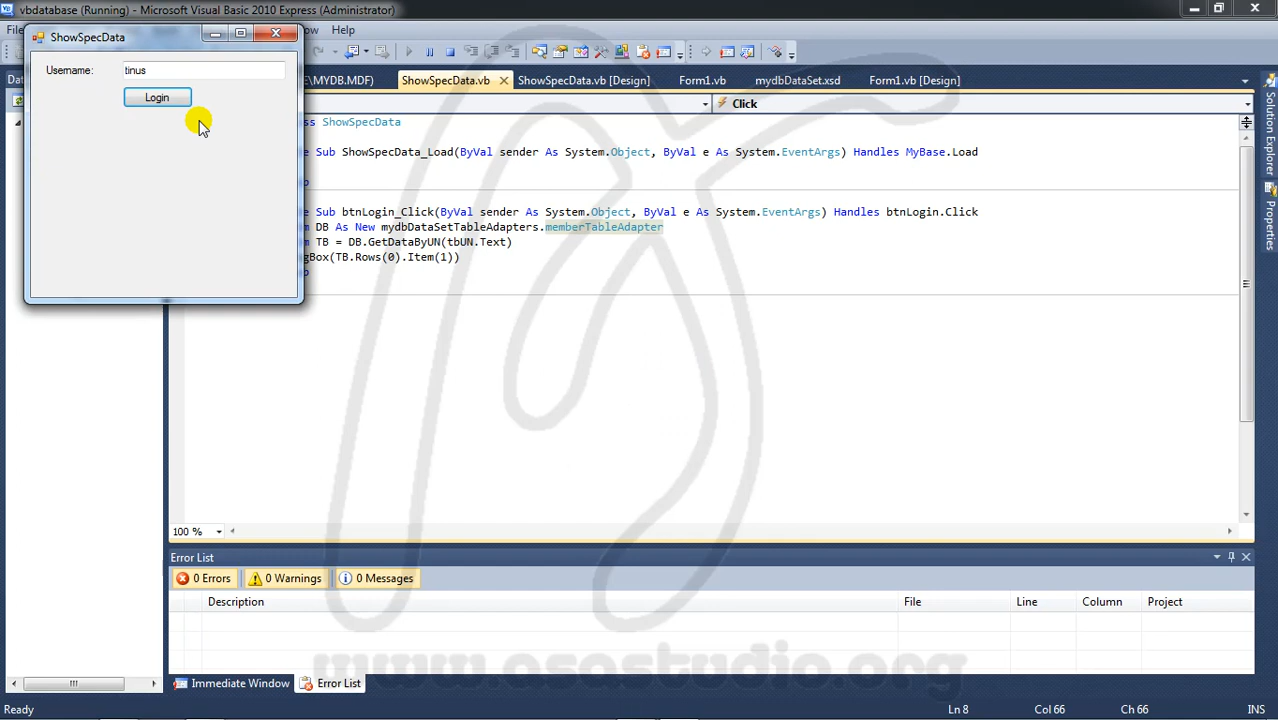 vbdatabase (Running) - Microsoft Visual Basic 2010 Express (Administrator)
ShowSpecData
Help
Username: tinus
Login
\MYDB.MDF) ShowSpecData.vb ShowSpecData.vb [Design] Form1.vb mydbDataSet.xsd Form1.vb [Design]
Click
ss ShowSpecData
e Sub ShowSpecData_Load(ByVal sender As System.Object, ByVal e As System.EventArgs) Handles MyBase.Load
e Sub btnLogin_Click(ByVal sender As System.Object, ByVal e As System.EventArgs) Handles btnLogin.Click
m DB As New mydbDataSetTableAdapters.memberTableAdapter
m TB = DB.GetDataByUN(tbUN.Text)
gBox(TB.Rows(0).Item(1))
Solution Explorer
Properties
100 %
Error List
0 Errors 0 Warnings 0 Messages
Description File Line Column Project
www.asastudio.org
Immediate Window Error List
Ready Ln 8 Col 66 Ch 66 INS